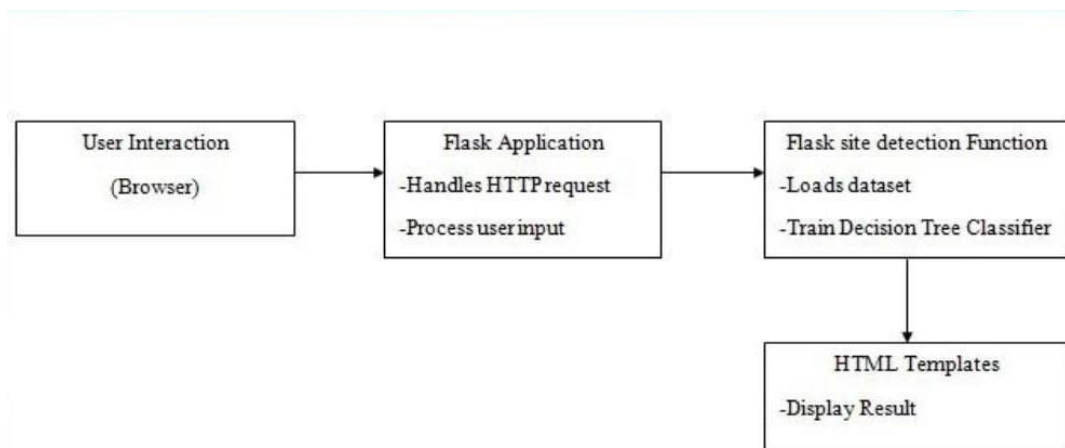 User Interaction
(Browser)
Flask Application
-Handles HTTP request
-Process user input
Flask site detection Function
-Loads dataset
-Train Decision Tree Classifier
HTML Templates
-Display Result